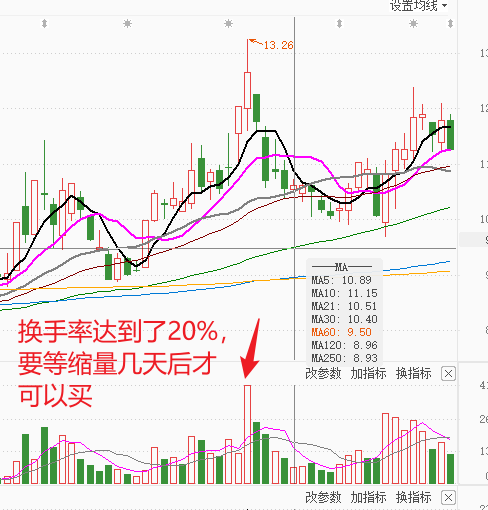 设置均线
13.26
13
12
11
10
9
9
8
MA
MA5: 10.89
MA10: 11.15
MA21: 10.51
MA30: 10.40
MA60: 9.50
MA120: 8.96
MA250: 8.93
换手率达到了20%,
要等缩量几天后才
可以买
改参数 加指标 换指标
41
26
13
0
改参数 加指标 换指标